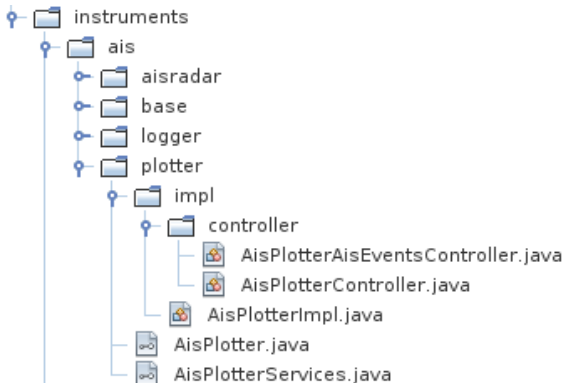 instruments
ais
aisradar
base
logger
plotter
impl
controller
AisPlotterAisEventsController.java
AisPlotterController.java
AisPlotterImpl.java
AisPlotter.java
AisPlotterServices.java